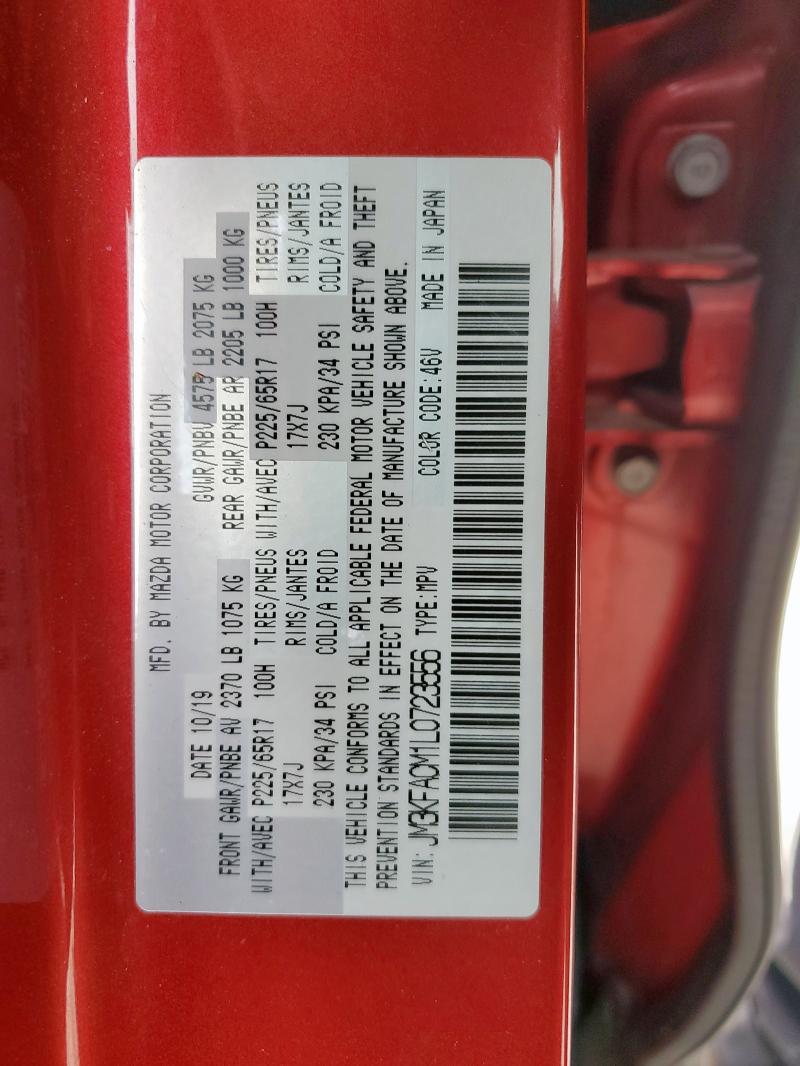 MFD. BY MAZDA MOTOR CORPORATION
DATE 10/19 GVWR/PNBV 4575 LB 2075 KG
FRONT GAWR/PNBE AV 2370 LB 1075 KG REAR GAWR/PNBE AR 2205 LB 1000 KG
WITH/AVEC P225/65R17 100H TIRES/PNEUS WITH/AVEC P225/65R17 100H TIRES/PNEUS
17X7J RIMS/JANTES 17X7J RIMS/JANTES
230 KPA/34 PSI COLD/A FROID 230 KPA/34 PSI COLD/A FROID
THIS VEHICLE CONFORMS TO ALL APPLICABLE FEDERAL MOTOR VEHICLE SAFETY AND THEFT
PREVENTION STANDARDS IN EFFECT ON THE DATE OF MANUFACTURE SHOWN ABOVE.
VIN: JM3KFACM1L0723556 TYPE:MPV COLOR CODE:46V MADE IN JAPAN